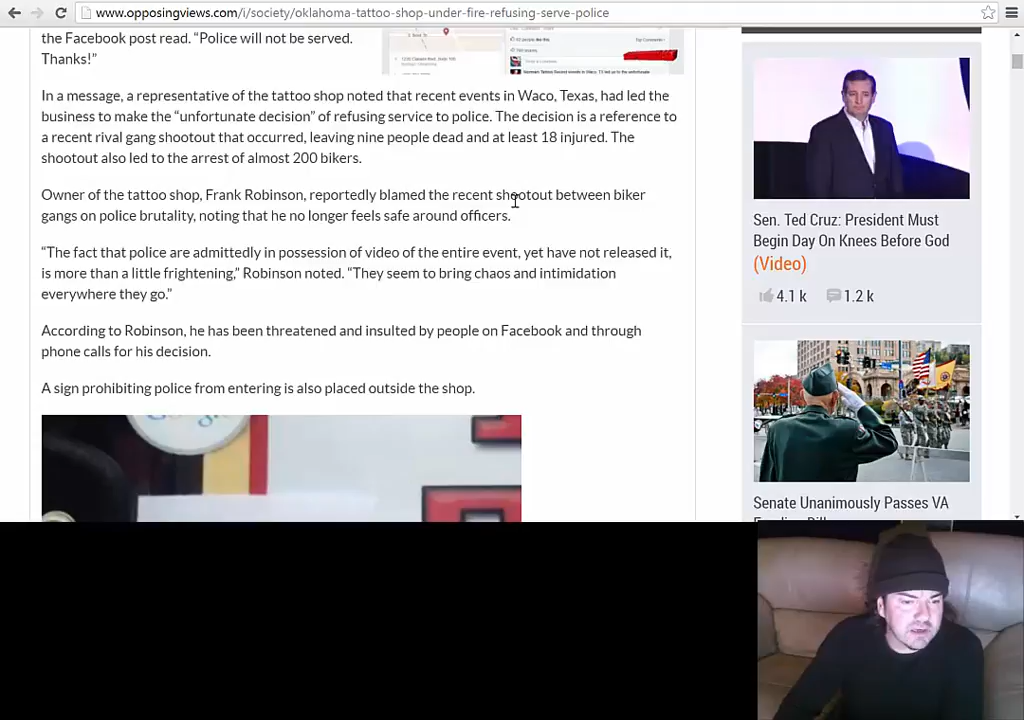 www.opposingviews.com/i/society/oklahoma-tattoo-shop-under-fire-refusing-serve-police
the Facebook post read. “Police will not be served.
Thanks!”
In a message, a representative of the tattoo shop noted that recent events in Waco, Texas, had led the
business to make the “unfortunate decision” of refusing service to police. The decision is a reference to
a recent rival gang shootout that occurred, leaving nine people dead and at least 18 injured. The
shootout also led to the arrest of almost 200 bikers.
Owner of the tattoo shop, Frank Robinson, reportedly blamed the recent shootout between biker
gangs on police brutality, noting that he no longer feels safe around officers.
“The fact that police are admittedly in possession of video of the entire event, yet have not released it,
is more than a little frightening,” Robinson noted. “They seem to bring chaos and intimidation
everywhere they go.”
According to Robinson, he has been threatened and insulted by people on Facebook and through
phone calls for his decision.
A sign prohibiting police from entering is also placed outside the shop.
Sen. Ted Cruz: President Must
Begin Day On Knees Before God
(Video)
4.1 k 1.2 k
Senate Unanimously Passes VA